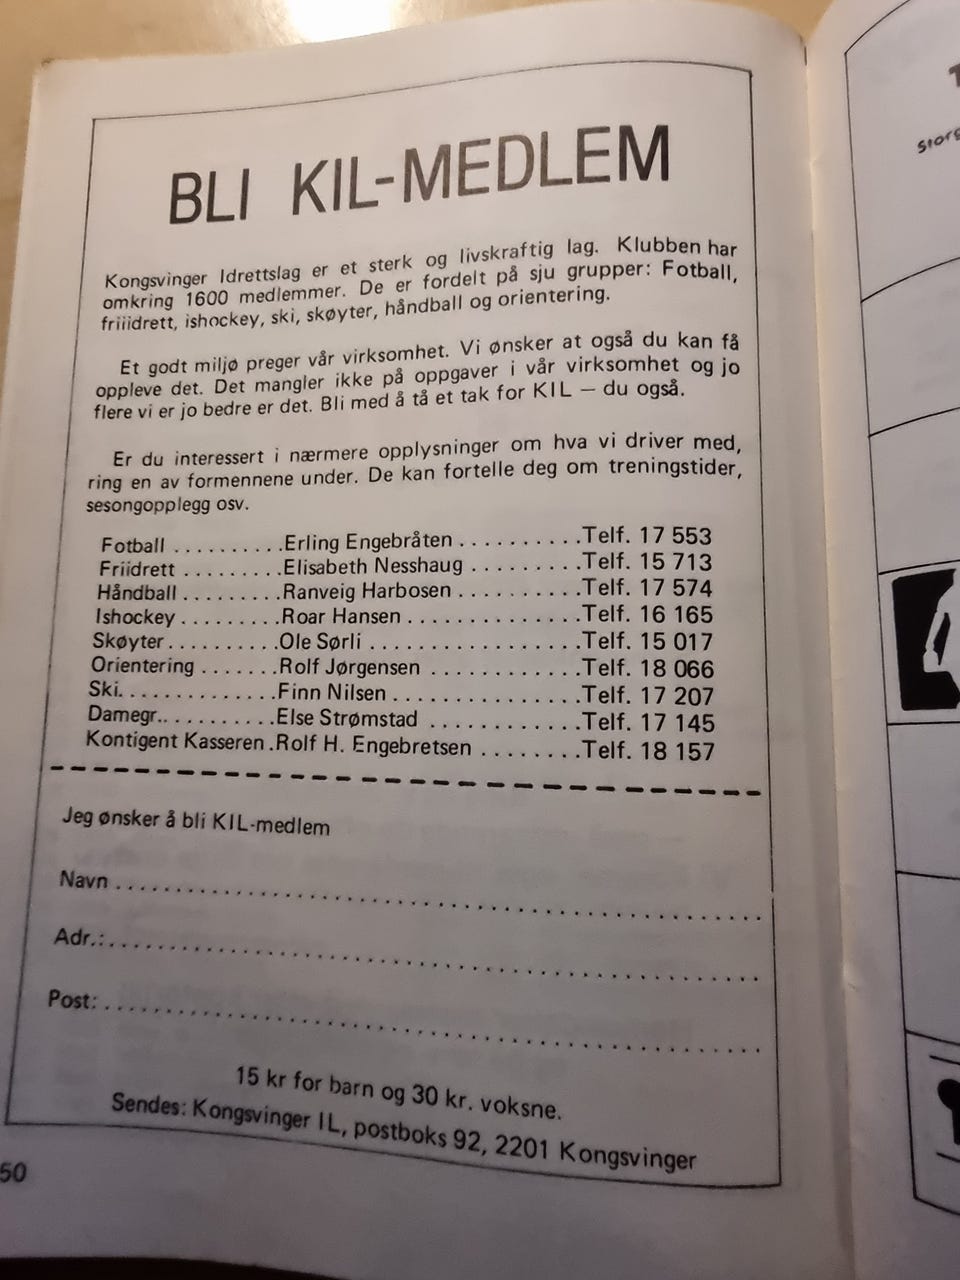 BLI KIL-MEDLEM
Kongsvinger Idrettslag er et sterk og livskraftig lag. Klubben har
omkring 1600 medlemmer. De er fordelt på sju grupper: Fotball,
friiidrett, ishockey, ski, skøyter, håndball og orientering.
Et godt miljø preger vår virksomhet. Vi ønsker at også du kan få
oppleve det. Det mangler ikke på oppgaver i vår virksomhet og jo
flere vi er jo bedre er det. Bli med å tå et tak for KIL — du også.
Er du interessert i nærmere opplysninger om hva vi driver med,
ring en av formennene under. De kan fortelle deg om treningstider,
sesongopplegg osv.
Fotball . . . . . . . . . .Erling Engebråten . . . . . . . . . .Telf. 17 553
Friidrett . . . . . . . . .Elisabeth Nesshaug . . . . . . . . .Telf. 15 713
Håndball . . . . . . . . .Ranveig Harbosen . . . . . . . . . .Telf. 17 574
Ishockey . . . . . . . . .Roar Hansen . . . . . . . . . . . . . .Telf. 16 165
Skøyter . . . . . . . . . .Ole Sørli . . . . . . . . . . . . . . . . .Telf. 15 017
Orientering . . . . . . .Rolf Jørgensen . . . . . . . . . . . .Telf. 18 066
Ski. . . . . . . . . . . . . .Finn Nilsen . . . . . . . . . . . . . . .Telf. 17 207
Damegr.. . . . . . . . . .Else Strømstad . . . . . . . . . . . .Telf. 17 145
Kontigent Kasseren .Rolf H. Engebretsen . . . . . . . .Telf. 18 157
Jeg ønsker å bli KIL-medlem
Navn . . . . . . . . . . . . . . . . . . . . . . . . . . . . . . . . . . . . . . . .
Adr.:. . . . . . . . . . . . . . . . . . . . . . . . . . . . . . . . . . . . . . . .
Post: . . . . . . . . . . . . . . . . . . . . . . . . . . . . . . . . . . . . . . . .
15 kr for barn og 30 kr. voksne.
Sendes: Kongsvinger IL, postboks 92, 2201 Kongsvinger
50